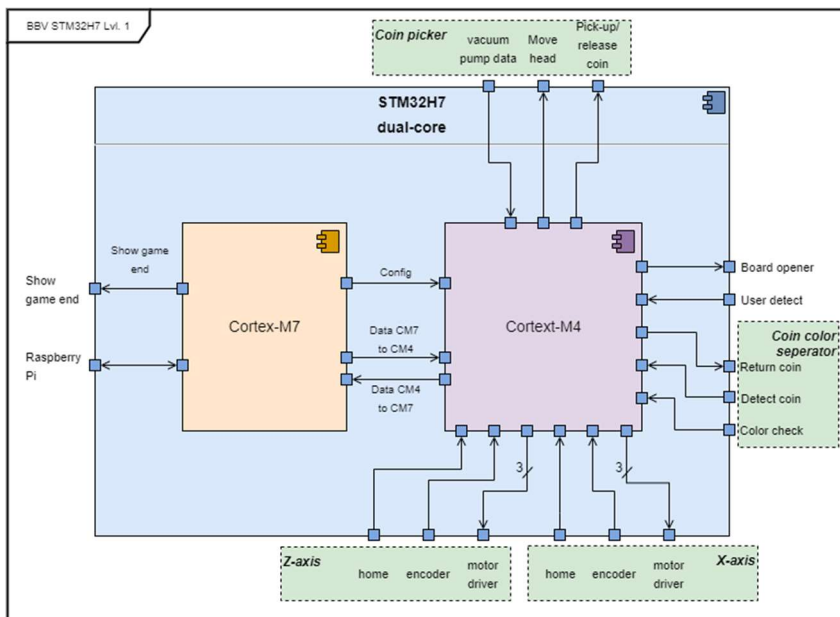 BBV STM32H7 Lvl. 1
Coin picker
vacuum
pump data
Move
head
Pick-up/
release
coin
STM32H7
dual-core
Show game
end
Show
game end
Raspberry
Pi
Cortex-M7
Config
Data CM7
to CM4
Data CM4
to CM7
Cortext-M4
Board opener
User detect
Coin color
seperator
Return coin
Detect coin
Color check
3
3
Z-axis
home
encoder
motor
driver
home
encoder
motor
driver
X-axis